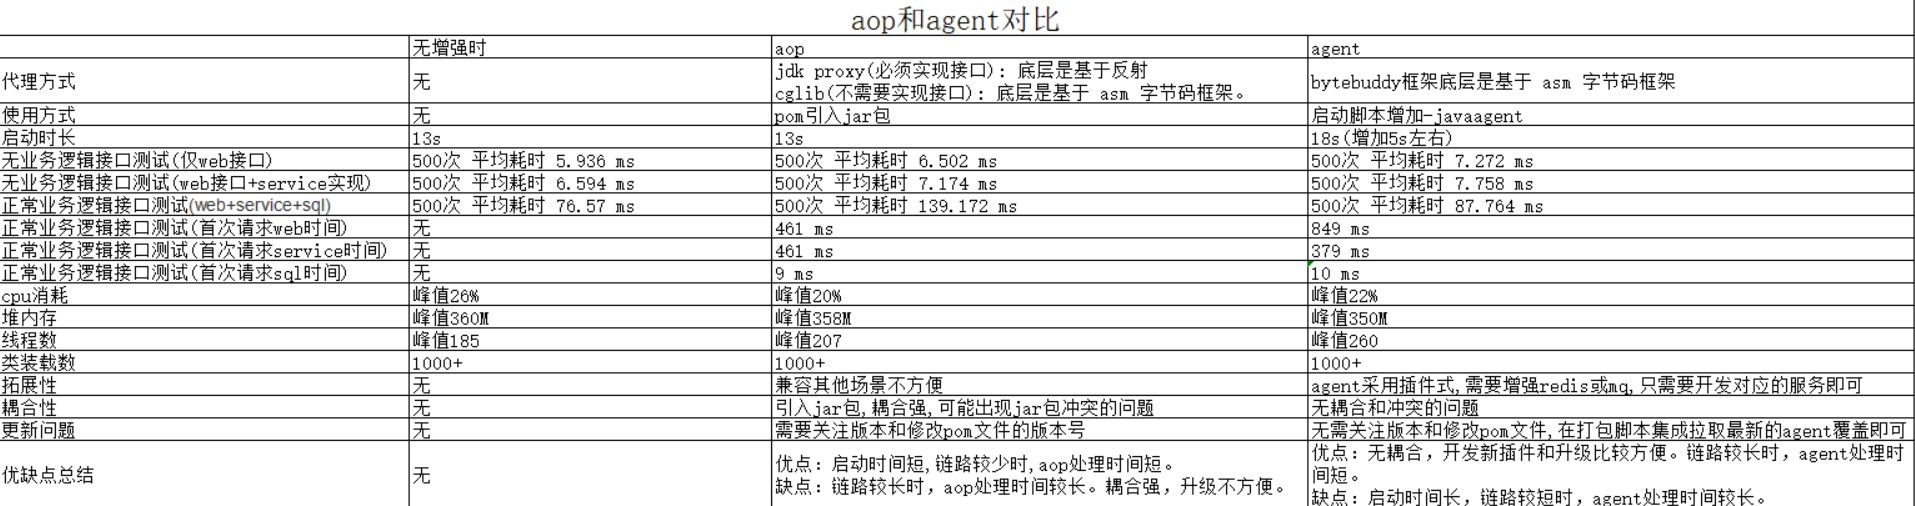 aop和agent对比
无增强时 aop agent
代理方式 无 jdk proxy(必须实现接口): 底层是基于反射
cglib(不需要实现接口): 底层是基于 asm 字节码框架。 bytebuddy框架底层是基于 asm 字节码框架
使用方式 无 pom引入jar包 启动脚本增加-javaagent
启动时长 13s 13s 18s(增加5s左右)
无业务逻辑接口测试(仅web接口) 500次 平均耗时 5.936 ms 500次 平均耗时 6.502 ms 500次 平均耗时 7.272 ms
无业务逻辑接口测试(web接口+service实现) 500次 平均耗时 6.594 ms 500次 平均耗时 7.174 ms 500次 平均耗时 7.758 ms
正常业务逻辑接口测试(web+service+sql) 500次 平均耗时 76.57 ms 500次 平均耗时 139.172 ms 500次 平均耗时 87.764 ms
正常业务逻辑接口测试(首次请求web时间) 无 461 ms 849 ms
正常业务逻辑接口测试(首次请求service时间) 无 461 ms 379 ms
正常业务逻辑接口测试(首次请求sql时间) 无 9 ms 10 ms
cpu消耗 峰值26% 峰值20% 峰值22%
堆内存 峰值360M 峰值358M 峰值350M
线程数 峰值185 峰值207 峰值260
类装载数 1000+ 1000+ 1000+
拓展性 无 兼容其他场景不方便 agent采用插件式,需要增强redis或mq,只需要开发对应的服务即可
耦合性 无 引入jar包,耦合强,可能出现jar包冲突的问题 无耦合和冲突的问题
更新问题 无 需要关注版本和修改pom文件的版本号 无需关注版本和修改pom文件,在打包脚本集成拉取最新的agent覆盖即可
优缺点总结 无 优点: 启动时间短,链路较少时,aop处理时间短。
缺点: 链路较长时, aop处理时间较长。耦合强, 升级不方便。
优点: 无耦合, 开发新插件和升级比较方便。链路较长时, agent处理时
间短。
缺点: 启动时间长, 链路较短时, agent处理时间较长。